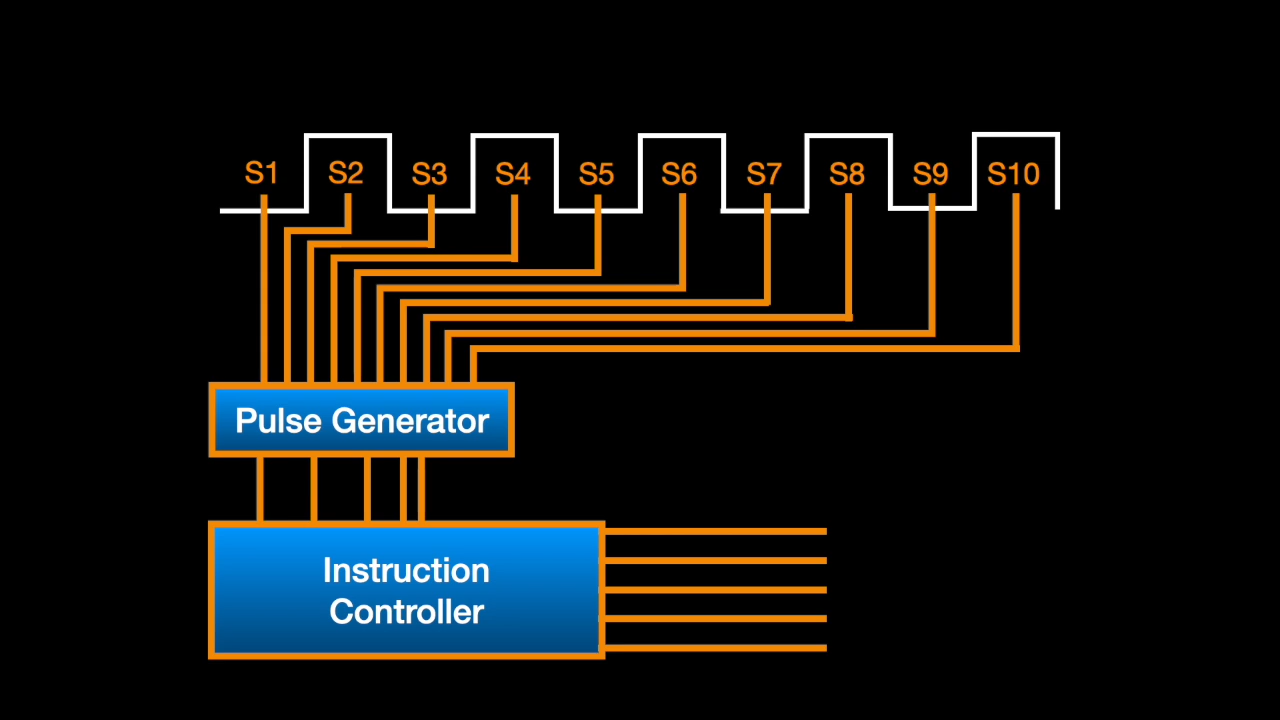 S1 S2 S3 S4 S5 S6 S7 S8 S9 S10
Pulse Generator
Instruction
Controller